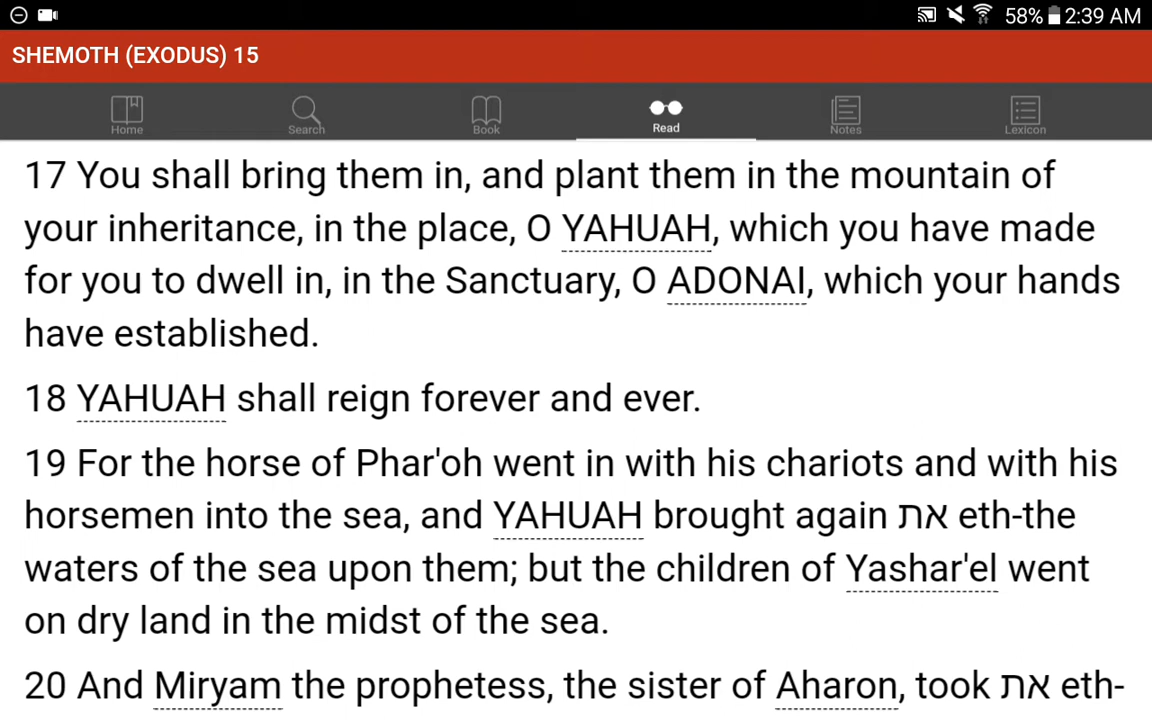 58% 2:39 AM
SHEMOTH (EXODUS) 15
Home Search Book Read Notes Lexicon
17 You shall bring them in, and plant them in the mountain of
your inheritance, in the place, O YAHUAH, which you have made
for you to dwell in, in the Sanctuary, O ADONAI, which your hands
have established.
18 YAHUAH shall reign forever and ever.
19 For the horse of Phar'oh went in with his chariots and with his
horsemen into the sea, and YAHUAH brought again את eth-the
waters of the sea upon them; but the children of Yashar'el went
on dry land in the midst of the sea.
20 And Miryam the prophetess, the sister of Aharon, took את eth-